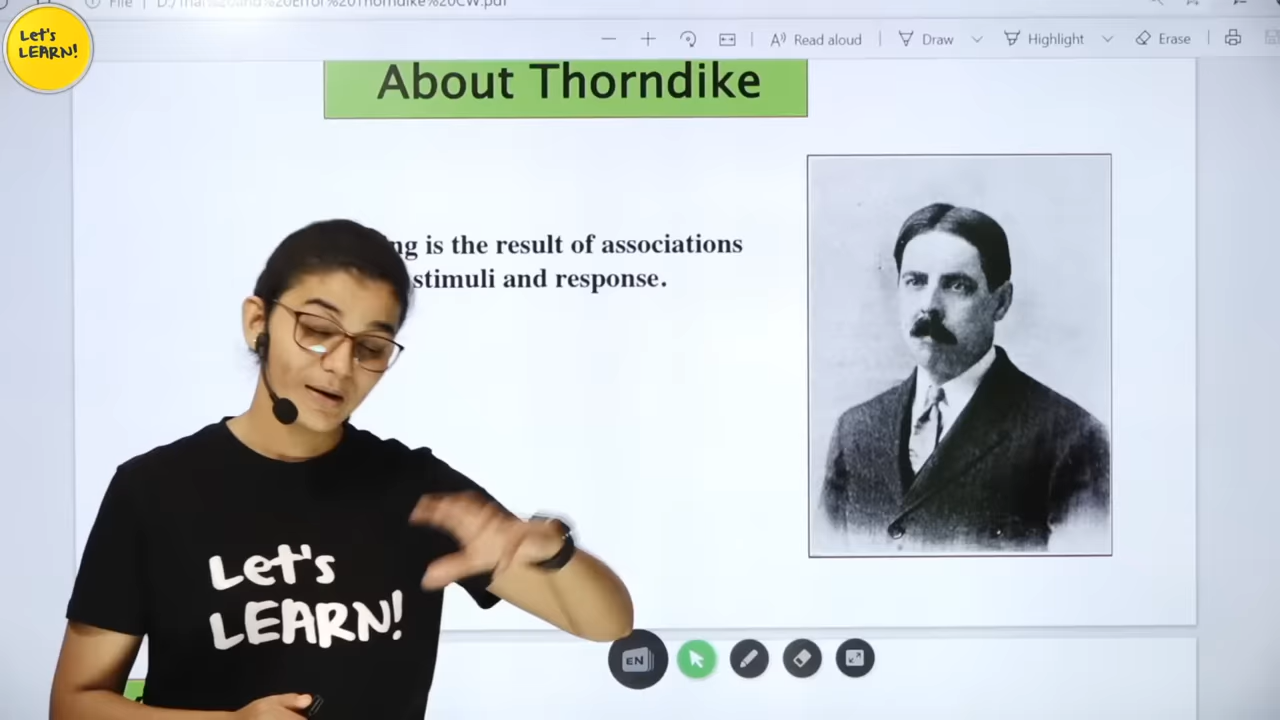 Let's
LEARN!
File
Read aloud
Draw
Highlight
Erase
About Thorndike
is the result of associations
stimuli and response.
Let's
LEARN!
EN